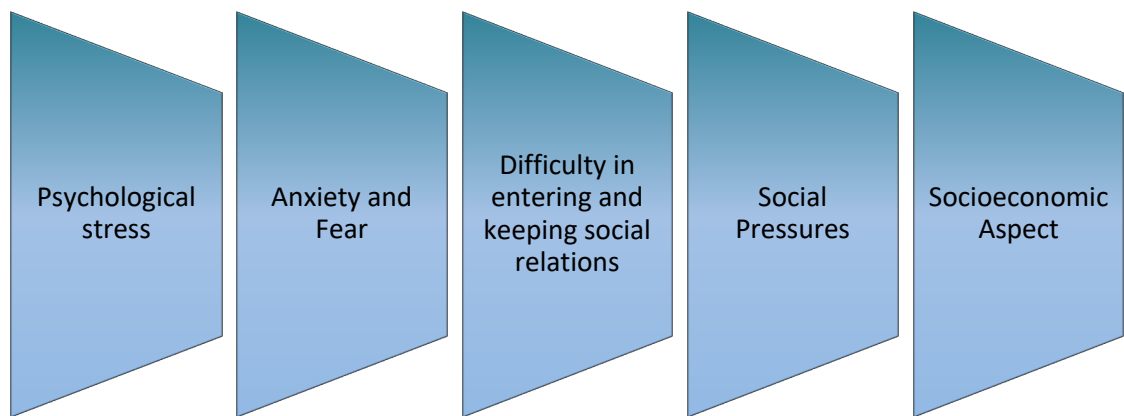 Psychological
stress
Anxiety and
Fear
Difficulty in
entering and
keeping social
relations
Social
Pressures
Socioeconomic
Aspect